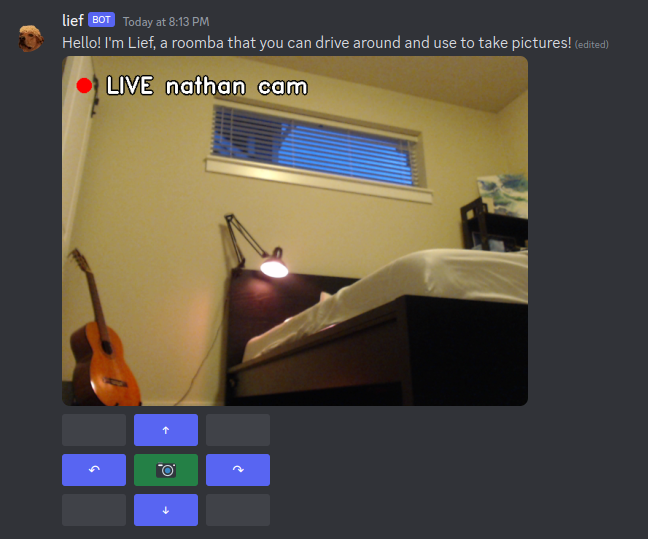 lief BOT Today at 8:13 PM
Hello! I'm Lief, a roomba that you can drive around and use to take pictures! (edited)
LIVE nathan cam